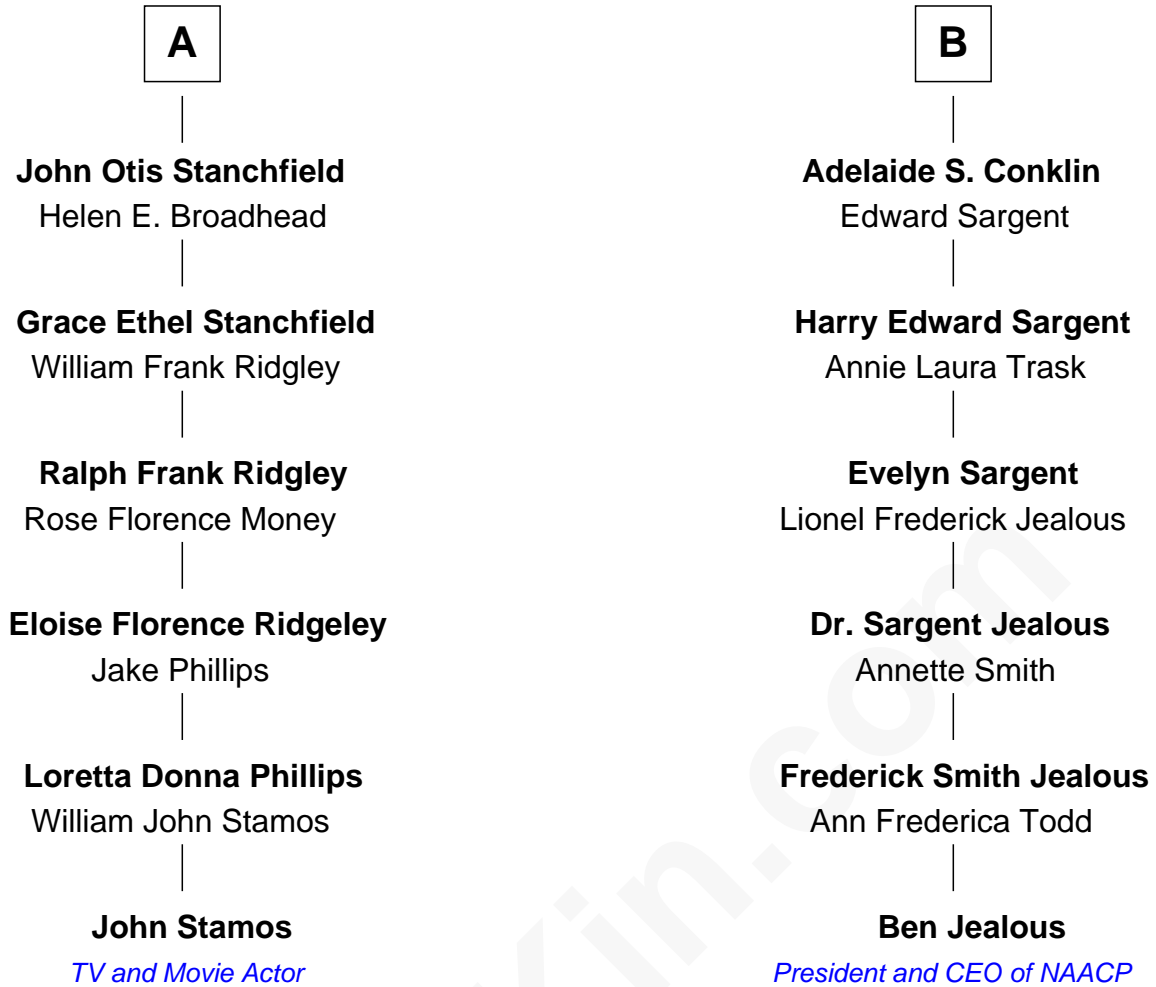 A
John Otis Stanchfield
Helen E. Broadhead
Grace Ethel Stanchfield
William Frank Ridgley
Ralph Frank Ridgley
Rose Florence Money
Eloise Florence Ridgeley
Jake Phillips
Loretta Donna Phillips
William John Stamos
John Stamos
TV and Movie Actor
B
Adelaide S. Conklin
Edward Sargent
Harry Edward Sargent
Annie Laura Trask
Evelyn Sargent
Lionel Frederick Jealous
Dr. Sargent Jealous
Annette Smith
Frederick Smith Jealous
Ann Frederica Todd
Ben Jealous
President and CEO of NAACP
Kin.com